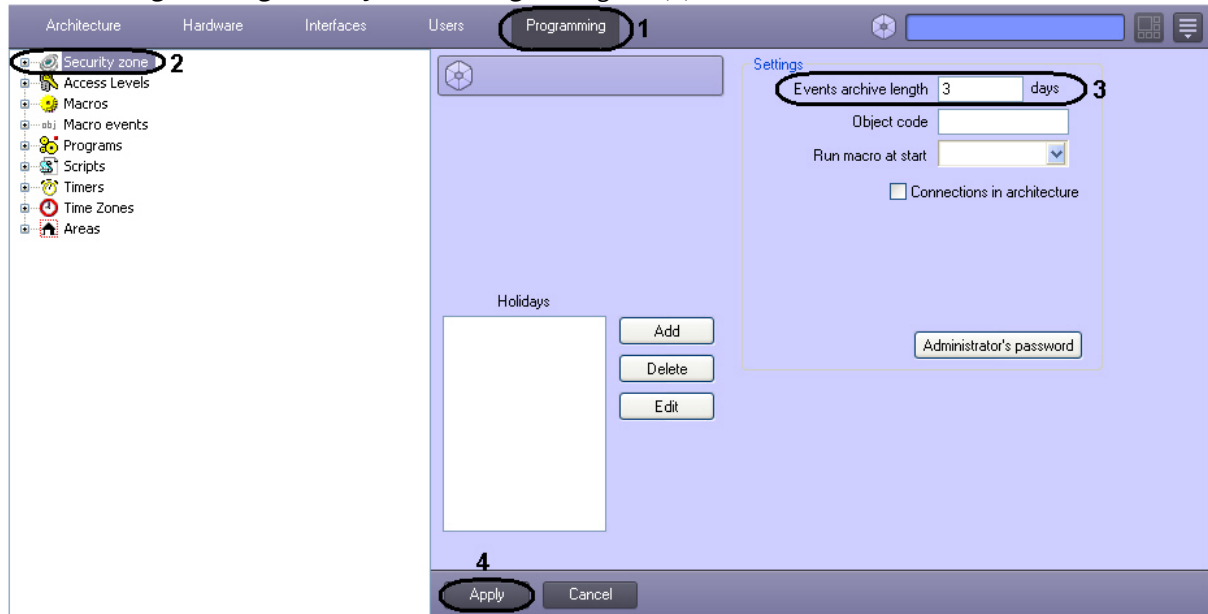 Architecture Hardware Interfaces Users Programming 1
Security zone 2
Access Levels
Macros
obj Macro events
Programs
Scripts
Timers
Time Zones
Areas
Settings
Events archive length 3 days 3
Object code
Run macro at start
Connections in architecture
Holidays
Add
Delete
Edit
Administrator's password
4
Apply Cancel